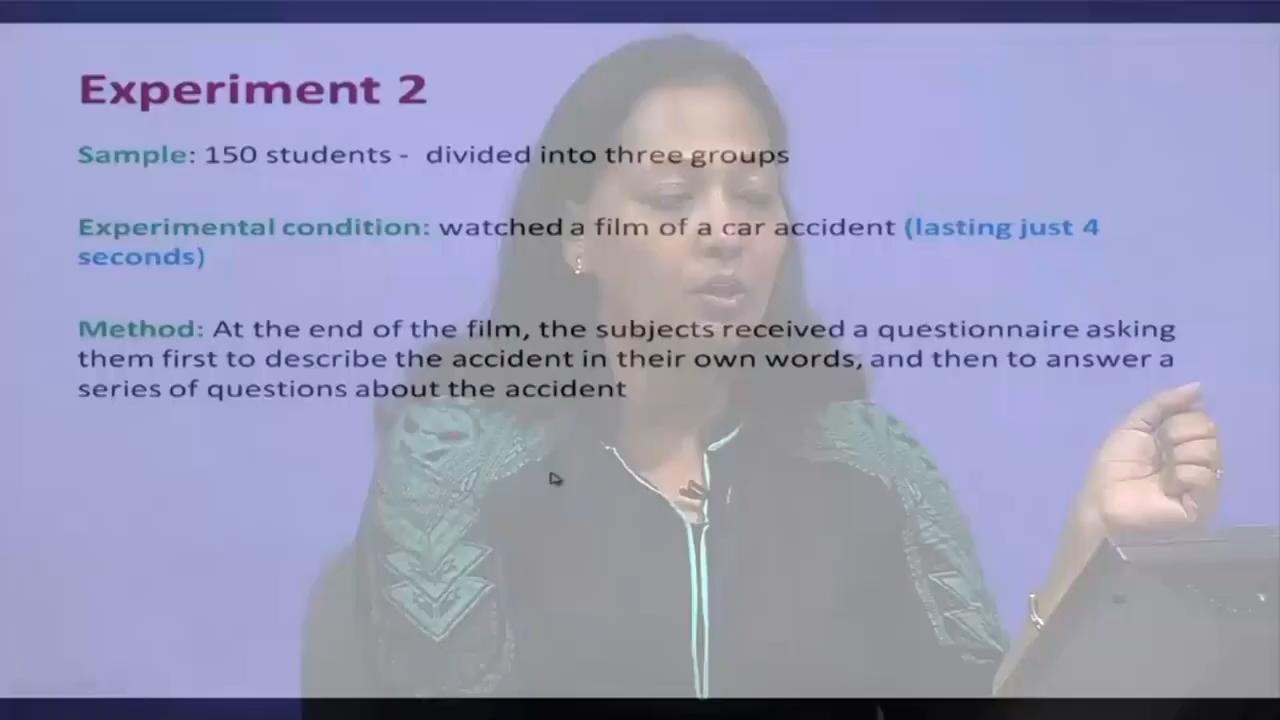 Experiment 2
Sample: 150 students - divided into three groups
Experimental condition: watched a film of a car accident (lasting just 4
seconds)
Method: At the end of the film, the subjects received a questionnaire asking
them first to describe the accident in their own words, and then to answer a
series of questions about the accident